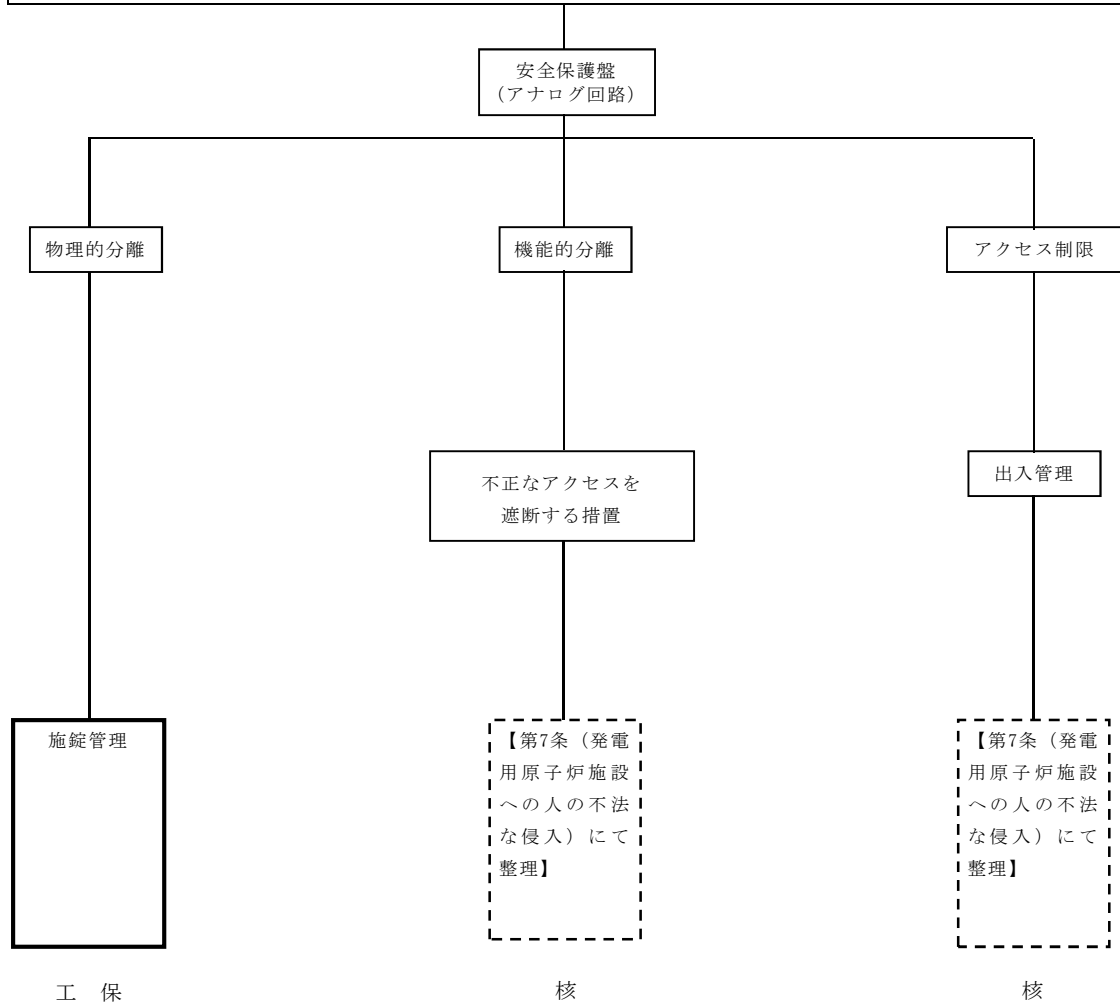 安全保護盤
（アナログ回路）
物理的分離
機能的分離
アクセス制限
不正なアクセスを
遮断する措置
出入管理
施錠管理
【第7条（発電
用原子炉施設
への人の不法
な侵入）にて
整理】
【第7条（発電
用原子炉施設
への人の不法
な侵入）にて
整理】
工 保
核
核